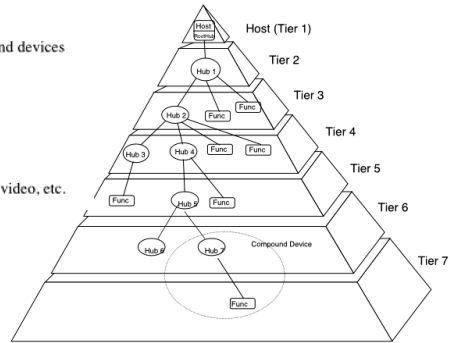 Host
RootHub
Host (Tier 1)
nd devices
Tier 2
Hub 1
Tier 3
Func
Func
Hub 2
Tier 4
Hub 3
Hub 4
Func
Func
Tier 5
video, etc.
Func
Hub 5
Func
Tier 6
Hub 6
Hub 7
Compound Device
Tier 7
Func